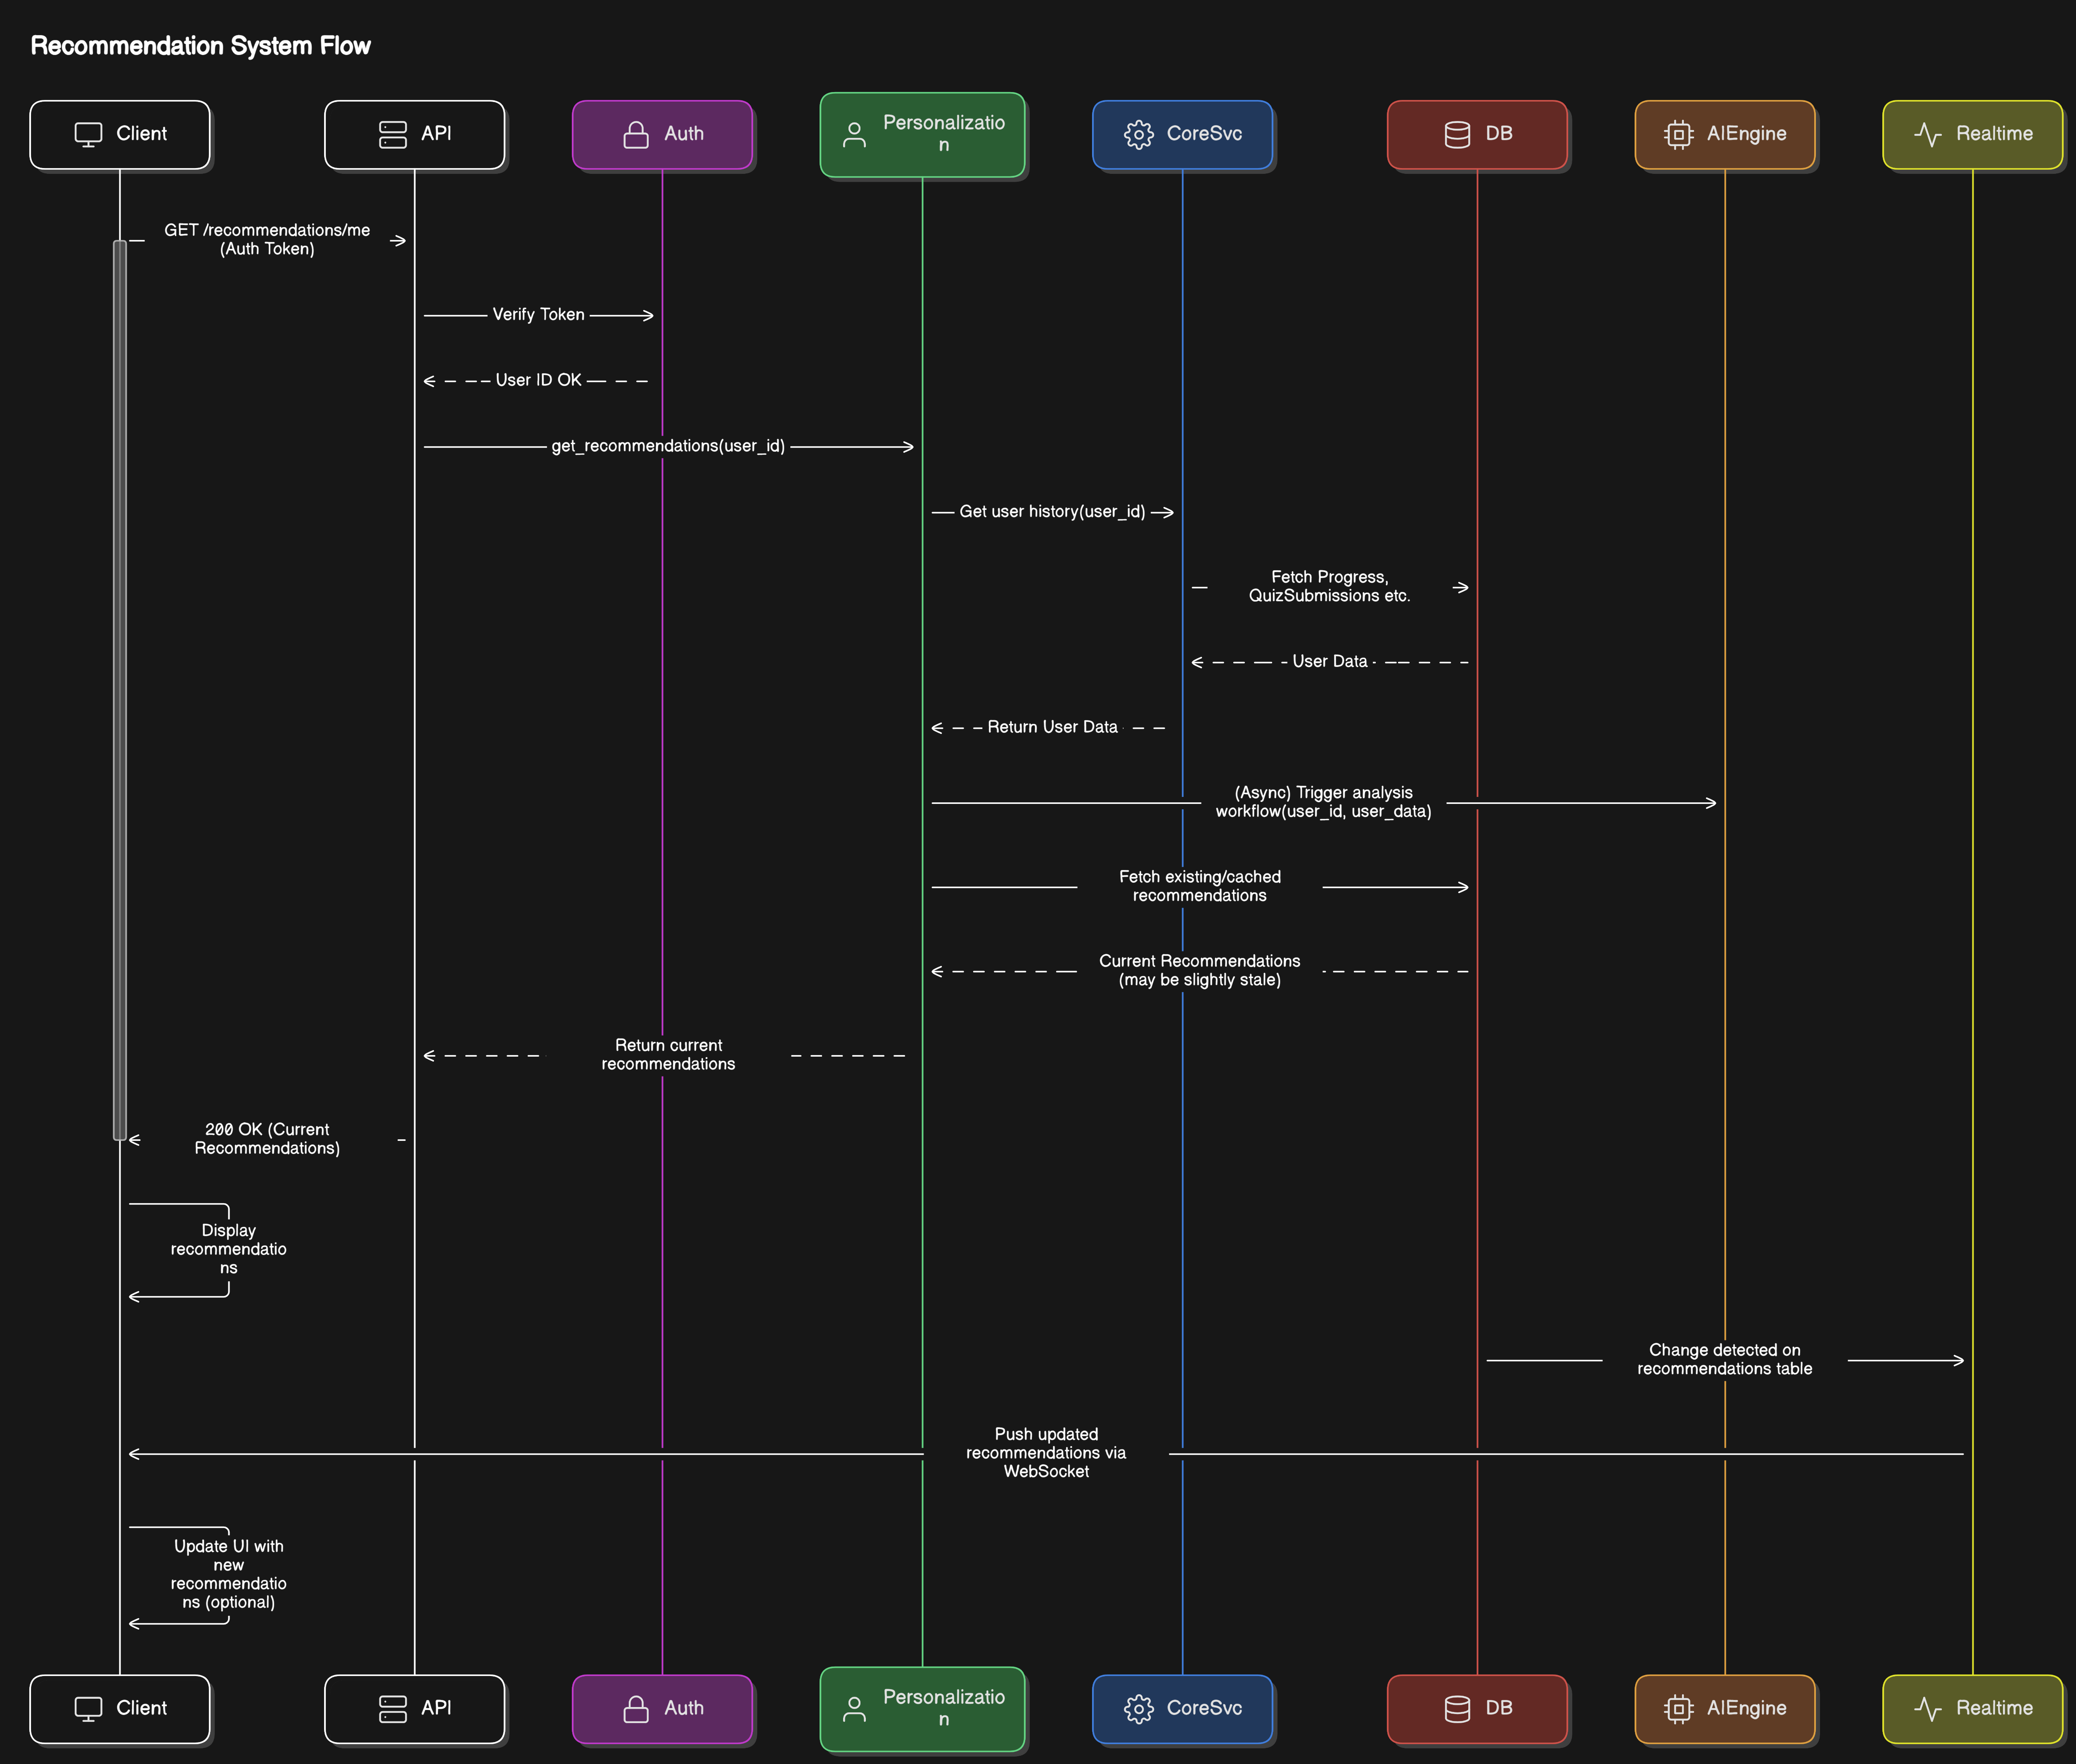 Recommendation System Flow
Client
API
Auth
Personalizatio
n
CoreSvc
DB
AIEngine
Realtime
GET /recommendations/me
(Auth Token)
Verify Token
User ID OK
get_recommendations(user_id)
Get user history(user_id)
Fetch Progress,
QuizSubmissions etc.
User Data
Return User Data
(Async) Trigger analysis
workflow(user_id, user_data)
Fetch existing/cached
recommendations
Current Recommendations
(may be slightly stale)
Return current
recommendations
200 OK (Current
Recommendations)
Display
recommendatio
ns
Change detected on
recommendations table
Push updated
recommendations via
WebSocket
Update UI with
new
recommendatio
ns (optional)
Client
API
Auth
Personalizatio
n
CoreSvc
DB
AIEngine
Realtime